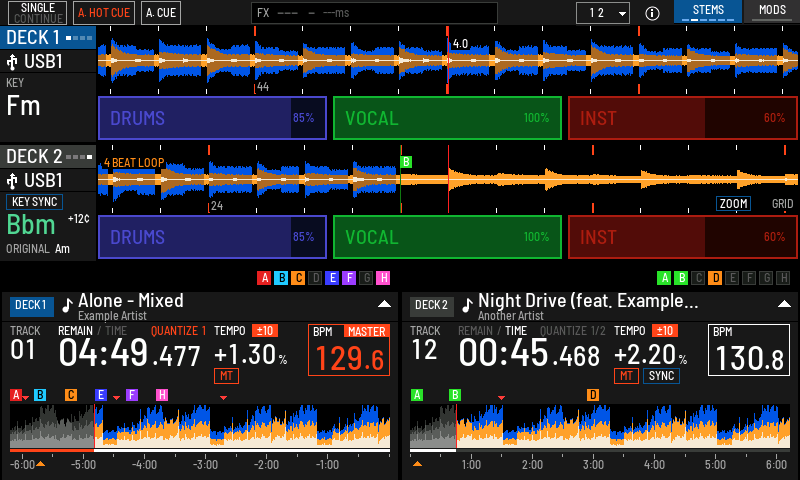 SINGLE
CONTINUE
A. HOT CUE
A. CUE
FX --- - ---ms
1 2
STEMS
MODS
DECK 1
USB1
KEY
Fm
4.0
44
DRUMS 85%
VOCAL 100%
INST 60%
DECK 2
USB1
KEY SYNC
Bbm +12¢
ORIGINAL Am
4 BEAT LOOP
B
24
ZOOM GRID
DRUMS 85%
VOCAL 100%
INST 60%
A B C D E F G H
A B C D E F G H
DECK 1
Alone - Mixed
Example Artist
TRACK
01
REMAIN / TIME
QUANTIZE 1
04:49.477
TEMPO ±10
+1.30%
MT
BPM MASTER
129.6
A B C E F H
-6:00 -5:00 -4:00 -3:00 -2:00 -1:00
DECK 2
Night Drive (feat. Example...
Another Artist
TRACK
12
REMAIN / TIME
QUANTIZE 1/2
00:45.468
TEMPO ±10
+2.20%
MT SYNC
BPM
130.8
A B D
1:00 2:00 3:00 4:00 5:00 6:00